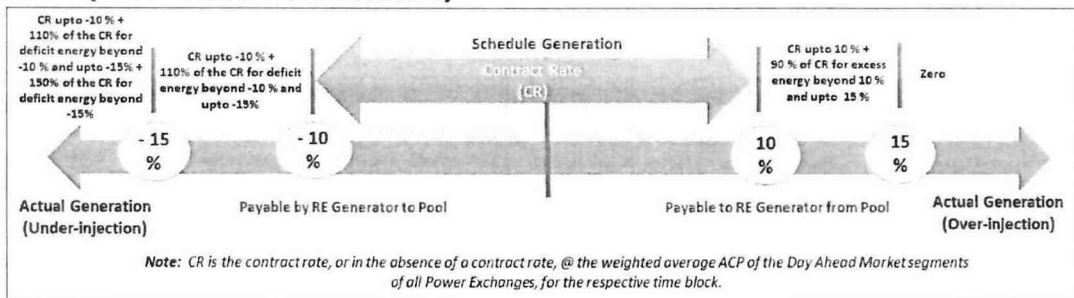 CR upto -10 % +
110% of the CR for
deficit energy beyond
-10 % and upto -15% +
150% of the CR for
deficit energy beyond
-15%
CR upto -10 % +
110% of the CR for deficit
energy beyond -10 % and
upto -15%
Schedule Generation
Contract Rate
(CR)
CR upto 10 % +
90 % of CR for excess
energy beyond 10 %
and upto 15 %
Zero
- 15
%
- 10
%
10
%
15
%
Actual Generation
(Under-injection)
Payable by RE Generator to Pool
Payable to RE Generator from Pool
Actual Generation
(Over-injection)
Note: CR is the contract rate, or in the absence of a contract rate, @ the weighted average ACP of the Day Ahead Market segments
of all Power Exchanges, for the respective time block.